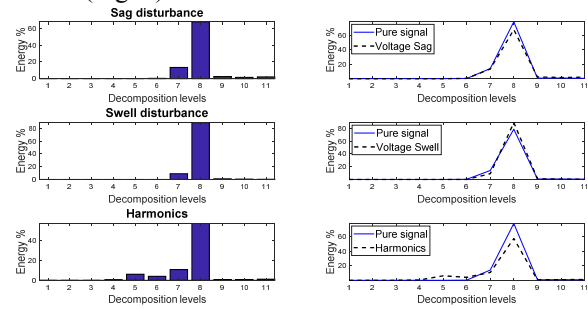 Sag disturbance
Energy %
60
40
20
0
1 2 3 4 5 6 7 8 9 10 11
Decomposition levels
Energy %
60
40
20
Pure signal
Voltage Sag
1 2 3 4 5 6 7 8 9 10 11
Decomposition levels
Swell disturbance
Energy %
80
60
40
20
0
1 2 3 4 5 6 7 8 9 10 11
Decomposition levels
Energy %
80
60
40
20
0
Pure signal
Voltage Swell
1 2 3 4 5 6 7 8 9 10 11
Decomposition levels
Harmonics
Energy %
40
20
0
1 2 3 4 5 6 7 8 9 10 11
Decomposition levels
Energy %
60
40
20
Pure signal
Harmonics
1 2 3 4 5 6 7 8 9 10 11
Decomposition levels